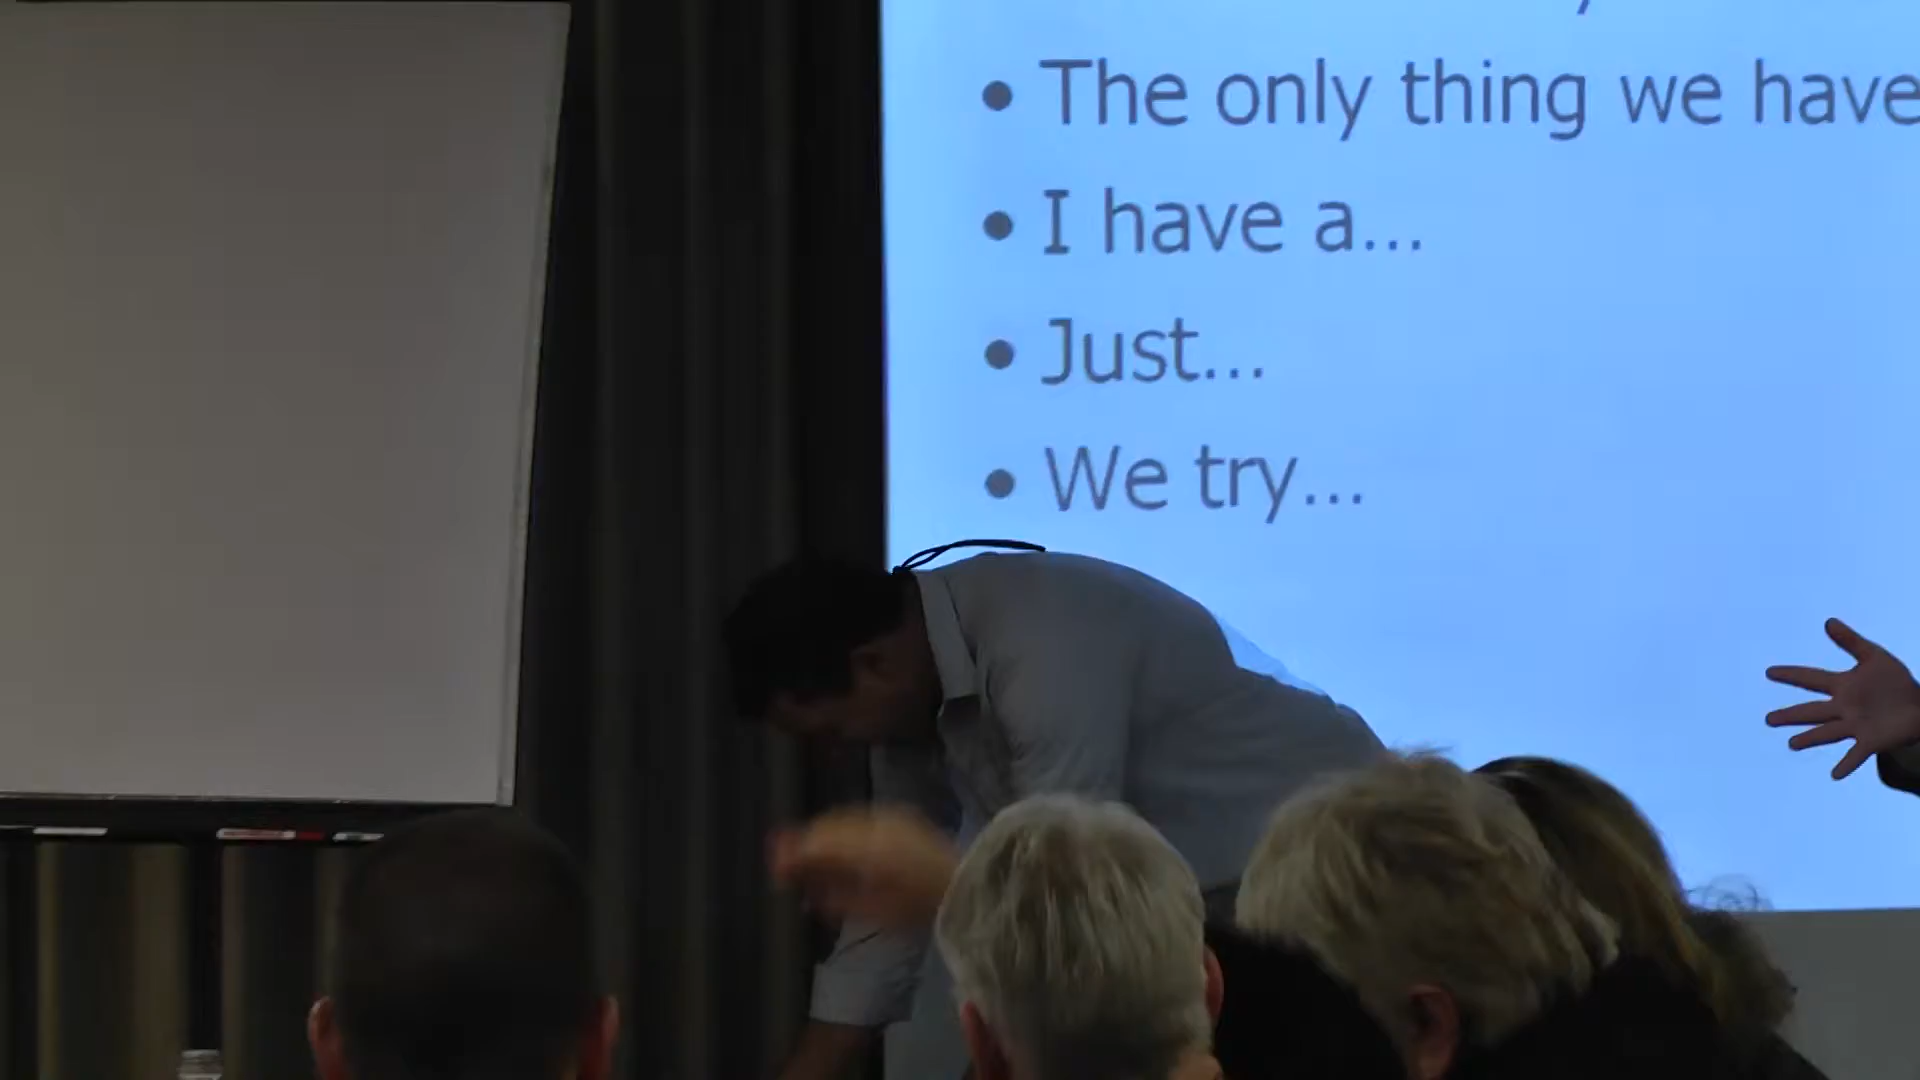 • The only thing we have
• I have a...
• Just...
• We try...